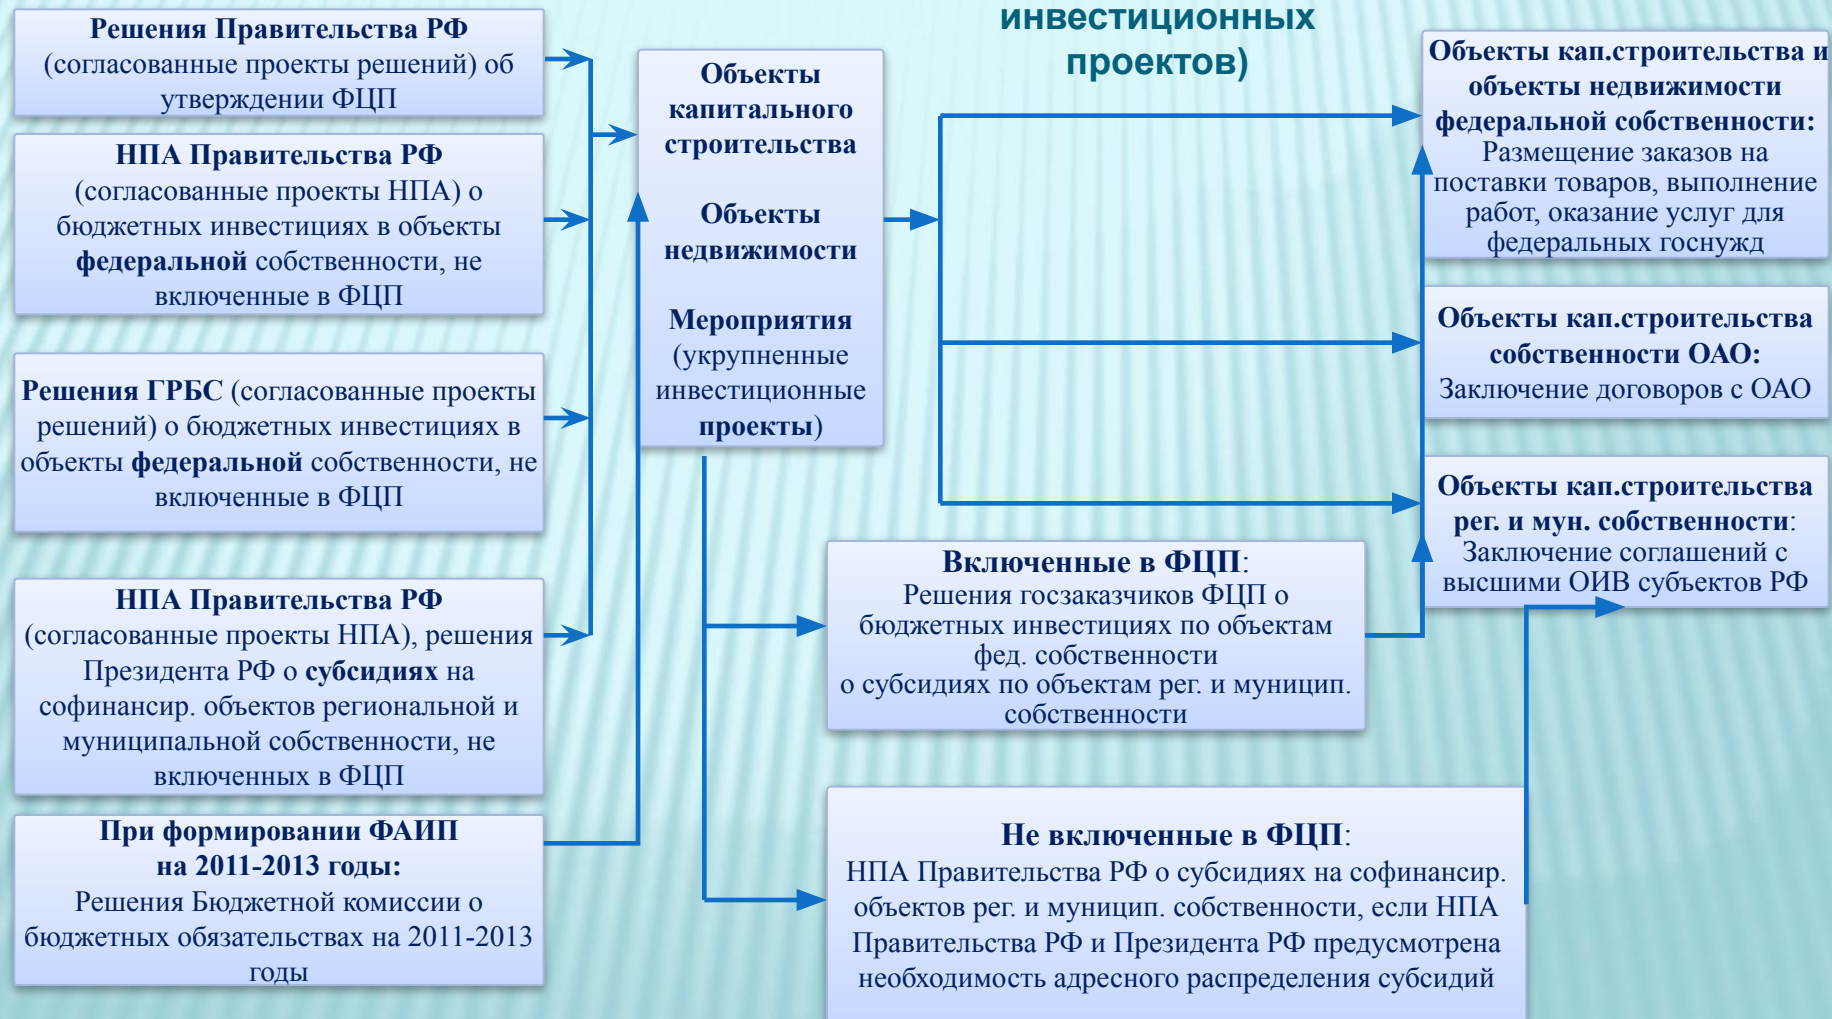 инвестиционных
проектов)
Решения Правительства РФ
(согласованные проекты решений) об
утверждении ФЦП
НПА Правительства РФ
(согласованные проекты НПА) о
бюджетных инвестициях в объекты
федеральной собственности, не
включенные в ФЦП
Решения ГРБС (согласованные проекты
решений) о бюджетных инвестициях в
объекты федеральной собственности, не
включенные в ФЦП
НПА Правительства РФ
(согласованные проекты НПА), решения
Президента РФ о субсидиях на
софинансир. объектов региональной и
муниципальной собственности, не
включенных в ФЦП
При формировании ФАИП
на 2011-2013 годы:
Решения Бюджетной комиссии о
бюджетных обязательствах на 2011-2013
годы
Объекты
капитального
строительства
Объекты
недвижимости
Мероприятия
(укрупненные
инвестиционные
проекты)
Включенные в ФЦП:
Решения госзаказчиков ФЦП о
бюджетных инвестициях по объектам
фед. собственности
о субсидиях по объектам рег. и муницип.
собственности
Не включенные в ФЦП:
НПА Правительства РФ о субсидиях на софинансир.
объектов рег. и муницип. собственности, если НПА
Правительства РФ и Президента РФ предусмотрена
необходимость адресного распределения субсидий
Объекты кап.строительства и
объекты недвижимости
федеральной собственности:
Размещение заказов на
поставки товаров, выполнение
работ, оказание услуг для
федеральных госнужд
Объекты кап.строительства
собственности ОАО:
Заключение договоров с ОАО
Объекты кап.строительства
рег. и мун. собственности:
Заключение соглашений с
высшими ОИВ субъектов РФ